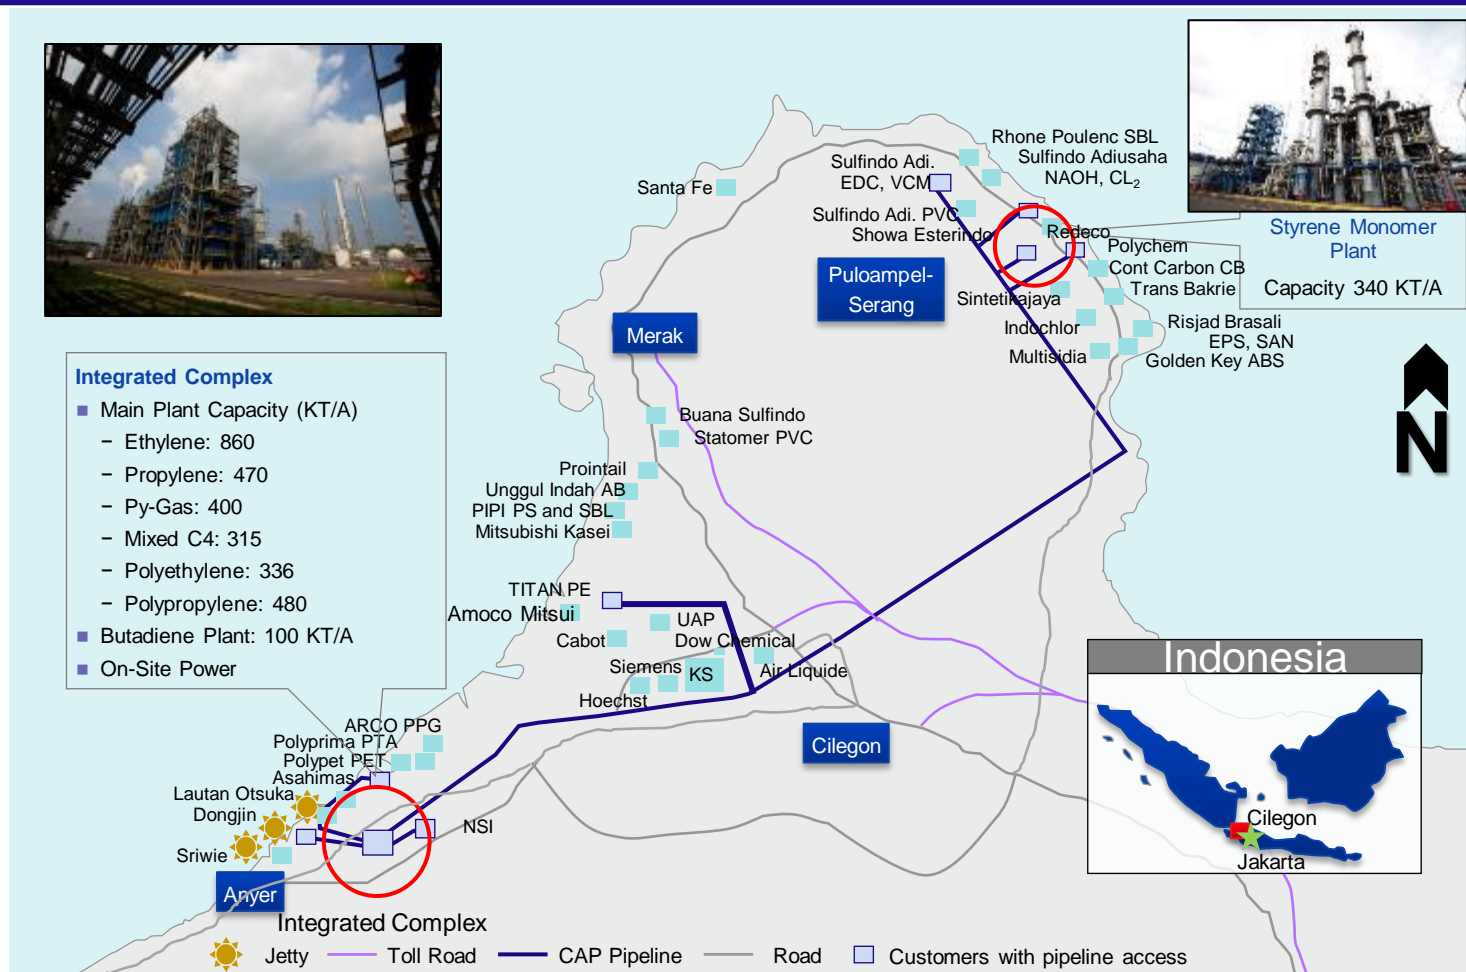 Rhone Poulenc SBL
Sulfindo Adiusaha
NAOH, CL₂
Sulfindo Adi.
EDC, VCM
Santa Fe
Sulfindo Adi. PVC
Showa Esterindo
Redeco
Styrene Monomer
Plant
Capacity 340 KT/A
Polychem
Cont Carbon CB
Trans Bakrie
Puloampel-
Serang
Sintetikajaya
Indochlor
Multisidia
Risjad Brasali
EPS, SAN
Golden Key ABS
Merak
N
Integrated Complex
Main Plant Capacity (KT/A)
− Ethylene: 860
− Propylene: 470
− Py-Gas: 400
− Mixed C4: 315
− Polyethylene: 336
− Polypropylene: 480
Butadiene Plant: 100 KT/A
On-Site Power
Buana Sulfindo
Statomer PVC
Prointail
Unggul Indah AB
PIPI PS and SBL
Mitsubishi Kasei
TITAN PE
Amoco Mitsui
UAP
Cabot
Dow Chemical
Siemens
KS
Air Liquide
Hoechst
Indonesia
Cilegon
Jakarta
Cilegon
ARCO PPG
Polyprima PTA
Polypet PET
Asahimas
Lautan Otsuka
Dongjin
NSI
Sriwie
Anyer
Integrated Complex
Jetty
Toll Road
CAP Pipeline
Road
Customers with pipeline access